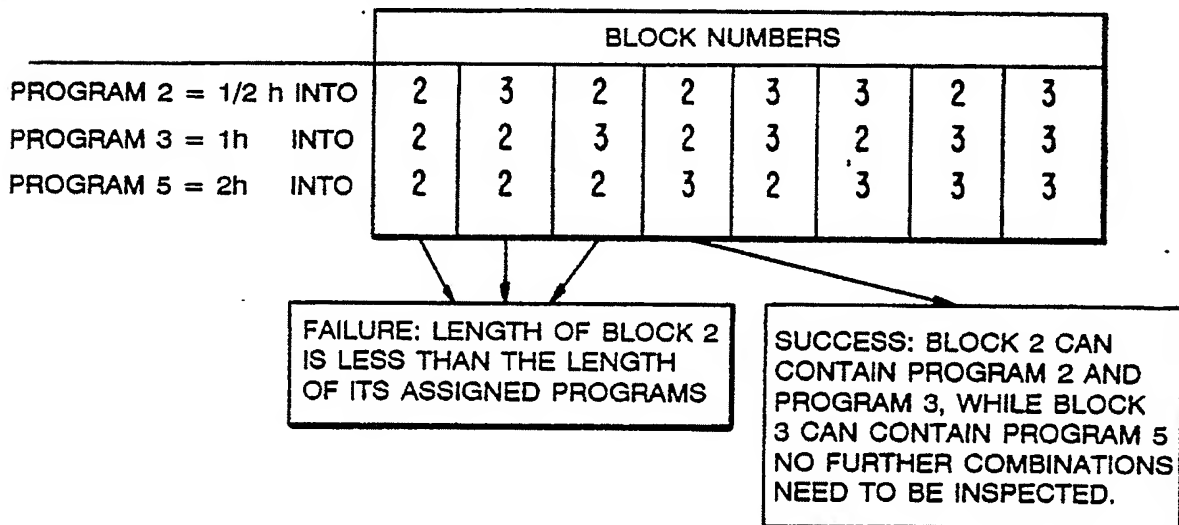 BLOCK NUMBERS
PROGRAM 2 = 1/2 h INTO 2 3 2 2 3 3 2 3
PROGRAM 3 = 1h INTO 2 2 3 2 3 2 3 3
PROGRAM 5 = 2h INTO 2 2 2 3 2 3 3 3
FAILURE: LENGTH OF BLOCK 2
IS LESS THAN THE LENGTH
OF ITS ASSIGNED PROGRAMS
SUCCESS: BLOCK 2 CAN
CONTAIN PROGRAM 2 AND
PROGRAM 3, WHILE BLOCK
3 CAN CONTAIN PROGRAM 5
NO FURTHER COMBINATIONS
NEED TO BE INSPECTED.